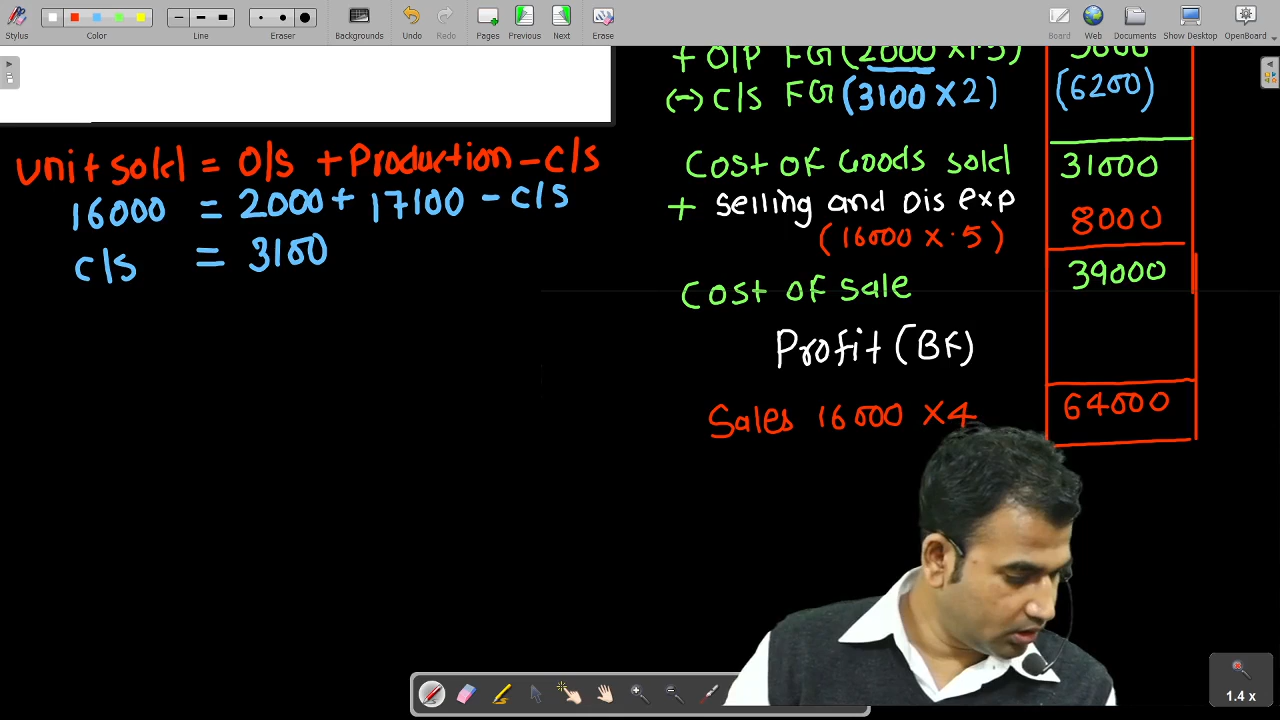 Stylus
Color
Line
Eraser
Backgrounds
Undo
Redo
Pages
Previous
Next
Erase
Board
Web
Documents
Show Desktop
OpenBoard
+ O/P FG (2000 × 1.5)
(-) C/S FG (3100 × 2) (6200)
unit sold = O/s + Production - c/s
16000 = 2000 + 17100 - c/s
c/s = 3100
Cost of Goods sold 31000
+ selling and Dis exp 8000
(16000 × .5)
Cost of sale 39000
Profit (BF)
Sales 16000 × 4 64000
1.4 x